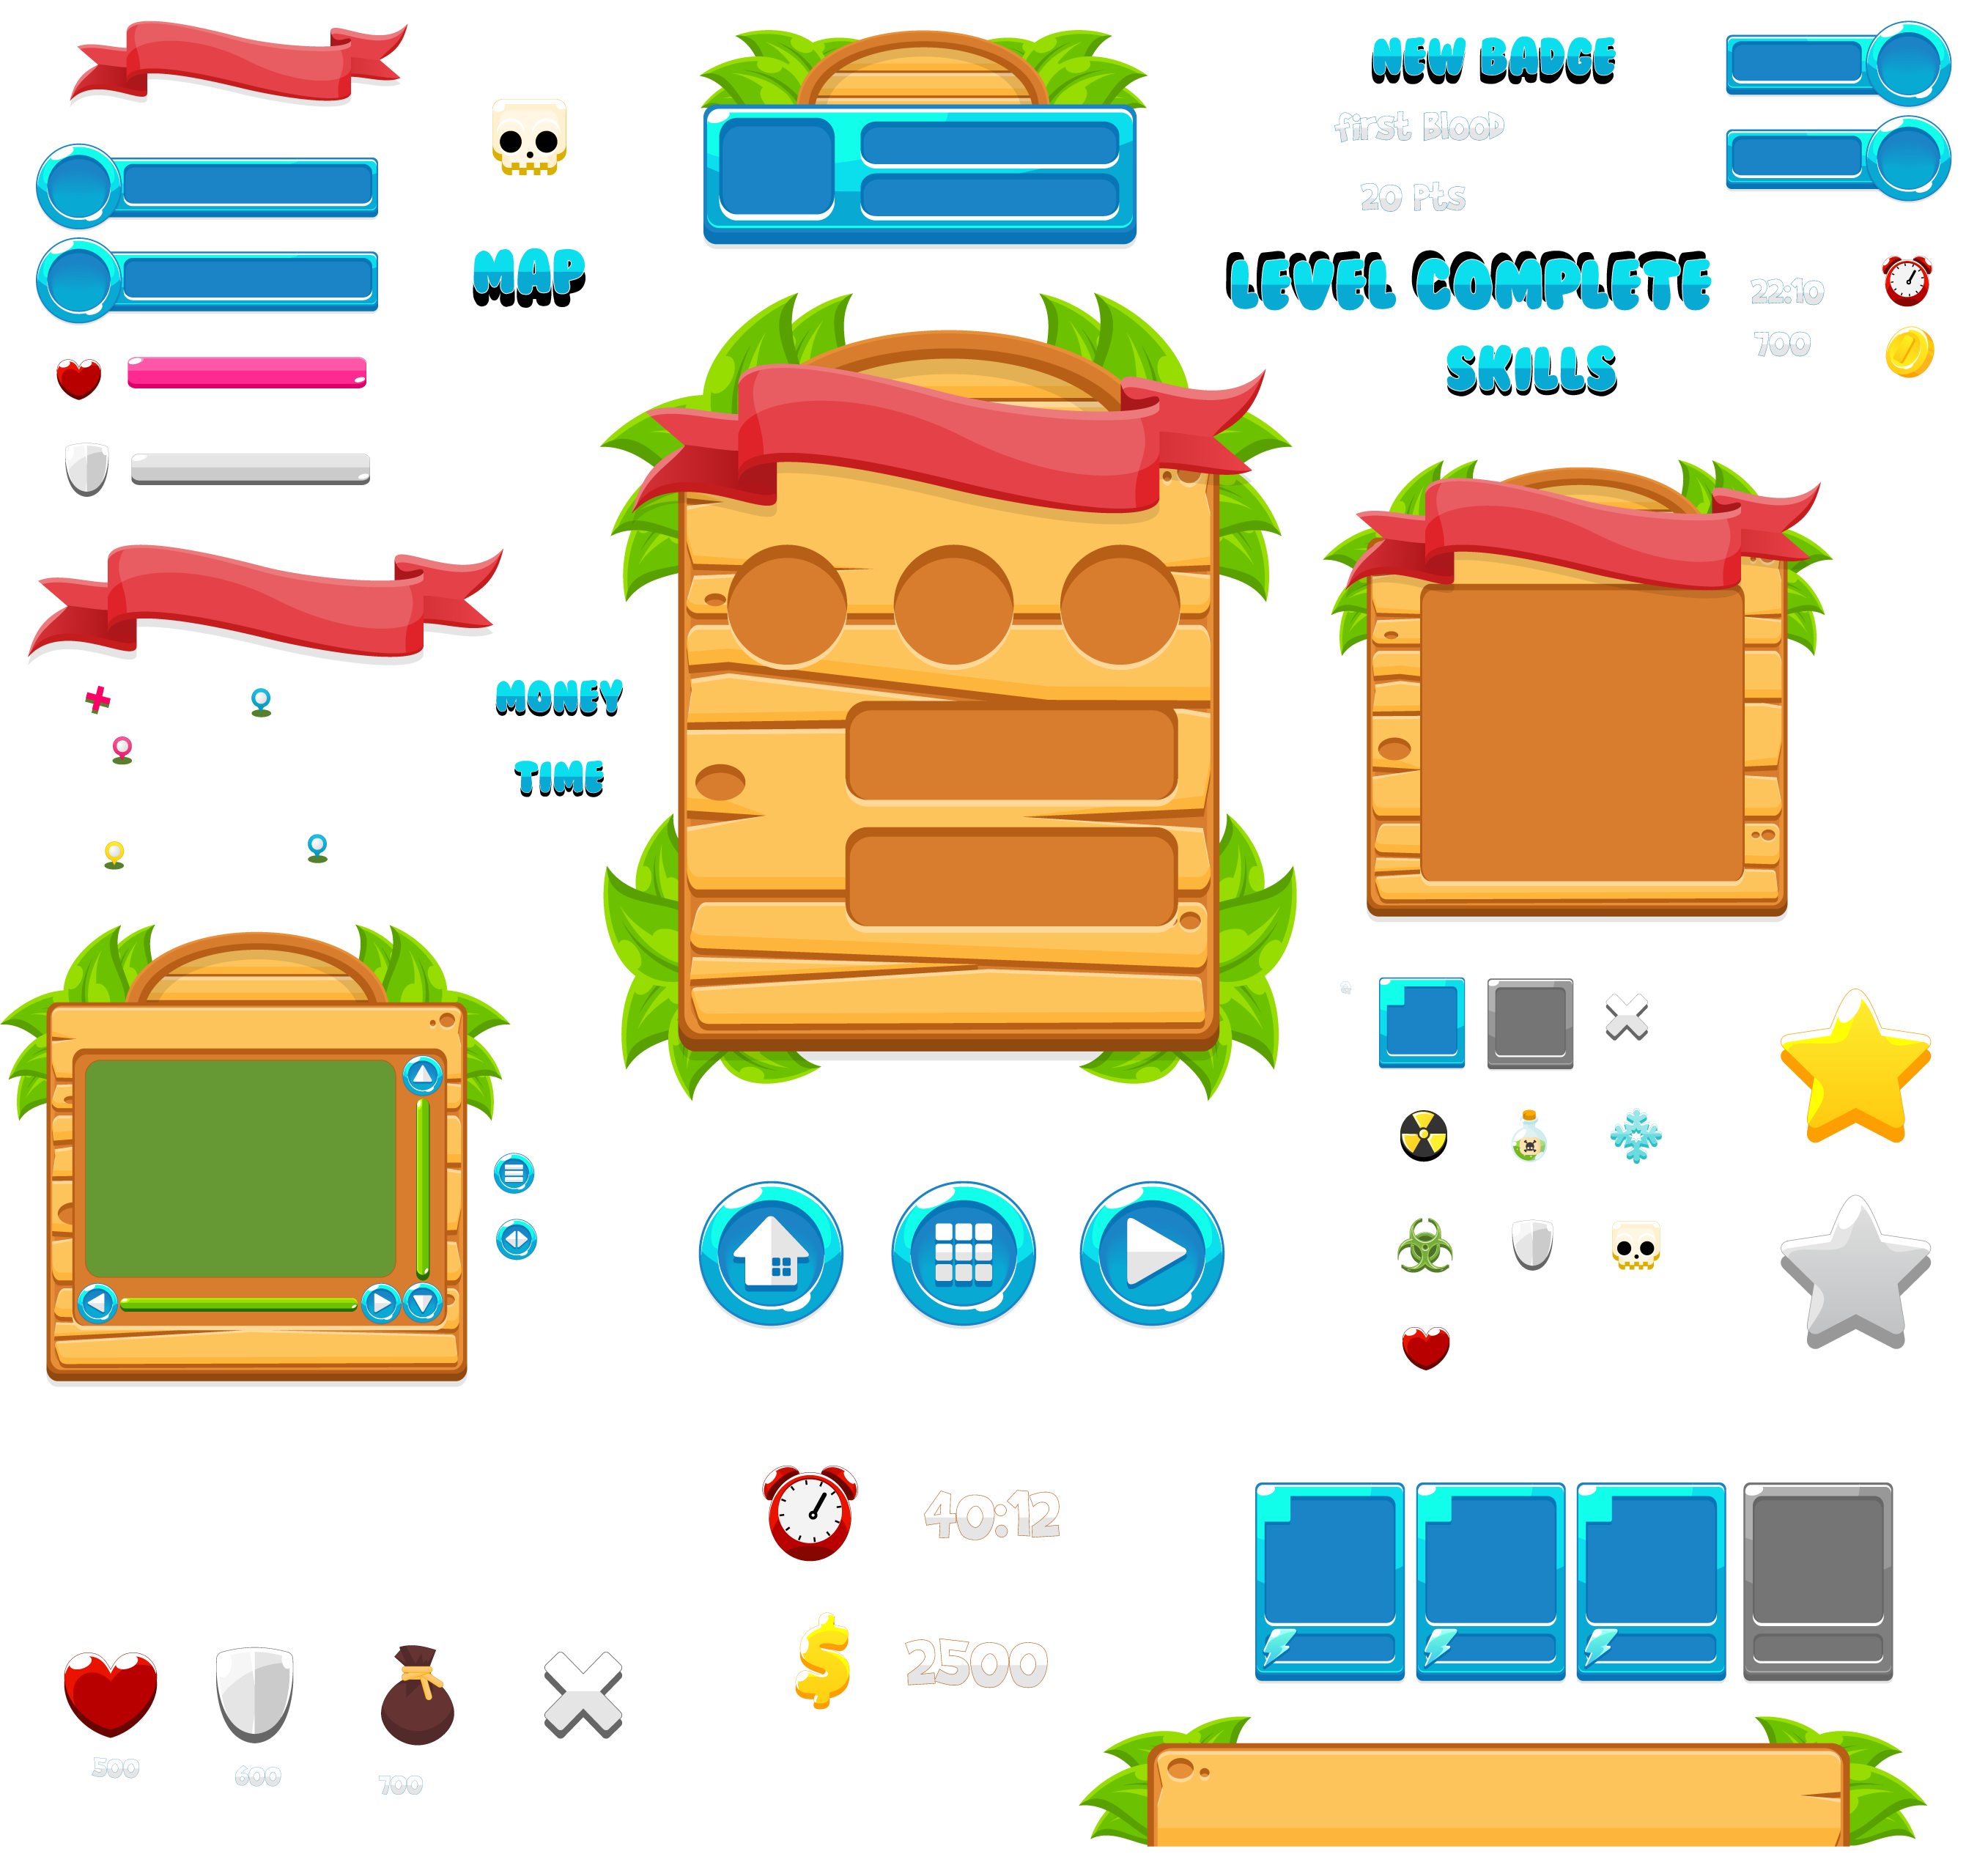 NEW BADGE
first Blood
20 Pts
MAP
LEVEL COMPLETE
22:10
700
SKILLS
MONEY
TIME
40:12
$
2500
500
600
700